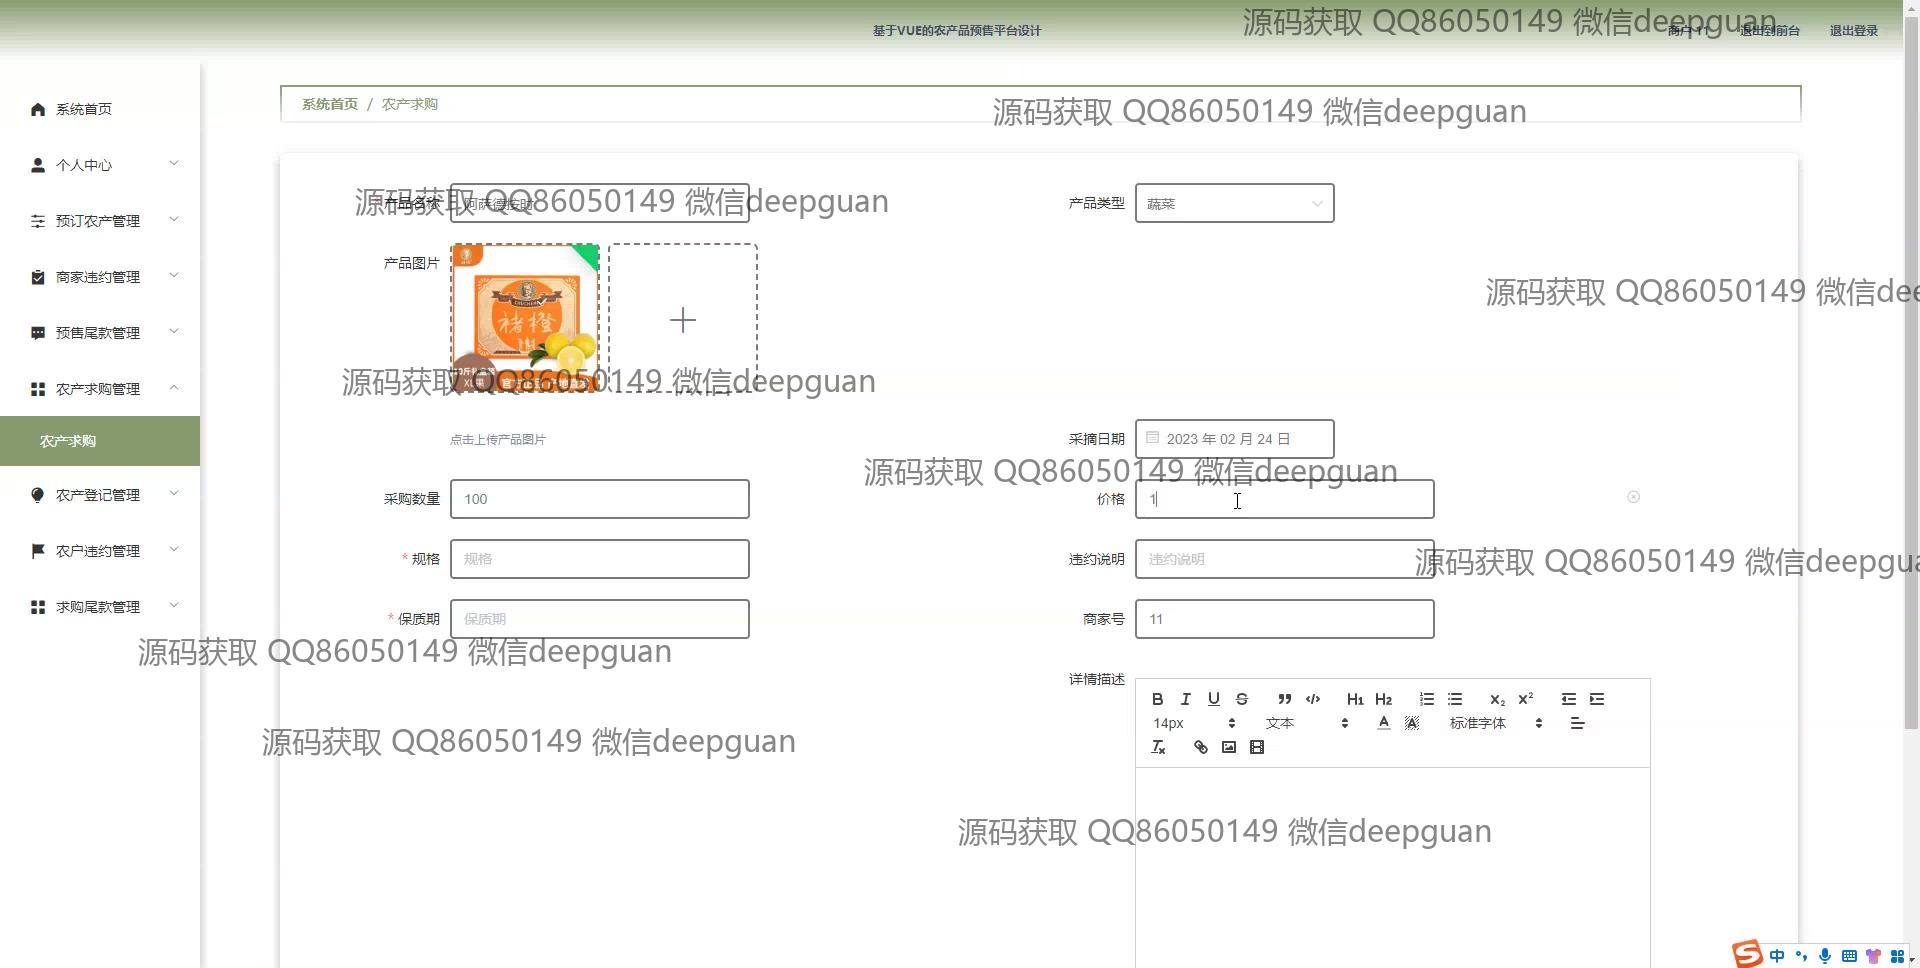 基于VUE的农产品预售平台设计
源码获取 QQ86050149 微信deepguan
退出到前台
退出登录
系统首页
个人中心
预订农产管理
商家违约管理
预售尾款管理
农产求购管理
农产求购
农产登记管理
农户违约管理
求购尾款管理
系统首页 / 农产求购
源码获取 QQ86050149 微信deepguan
源码获取 QQ86050149 微信deepguan
产品类型 蔬菜
源码获取 QQ86050149 微信dee
产品图片
褚橙
源码获取 QQ86050149 微信deepguan
点击上传产品图片
采摘日期 2023 年 02 月 24 日
源码获取 QQ86050149 微信deepguan
采购数量 100
价格 1
* 规格 规格
违约说明 违约说明
源码获取 QQ86050149 微信deepgua
* 保质期 保质期
商家号 11
源码获取 QQ86050149 微信deepguan
详情描述
B I U S H1 H2 X2 X2
14px 文本 A A 标准字体
Tx
源码获取 QQ86050149 微信deepguan
源码获取 QQ86050149 微信deepguan
S 中